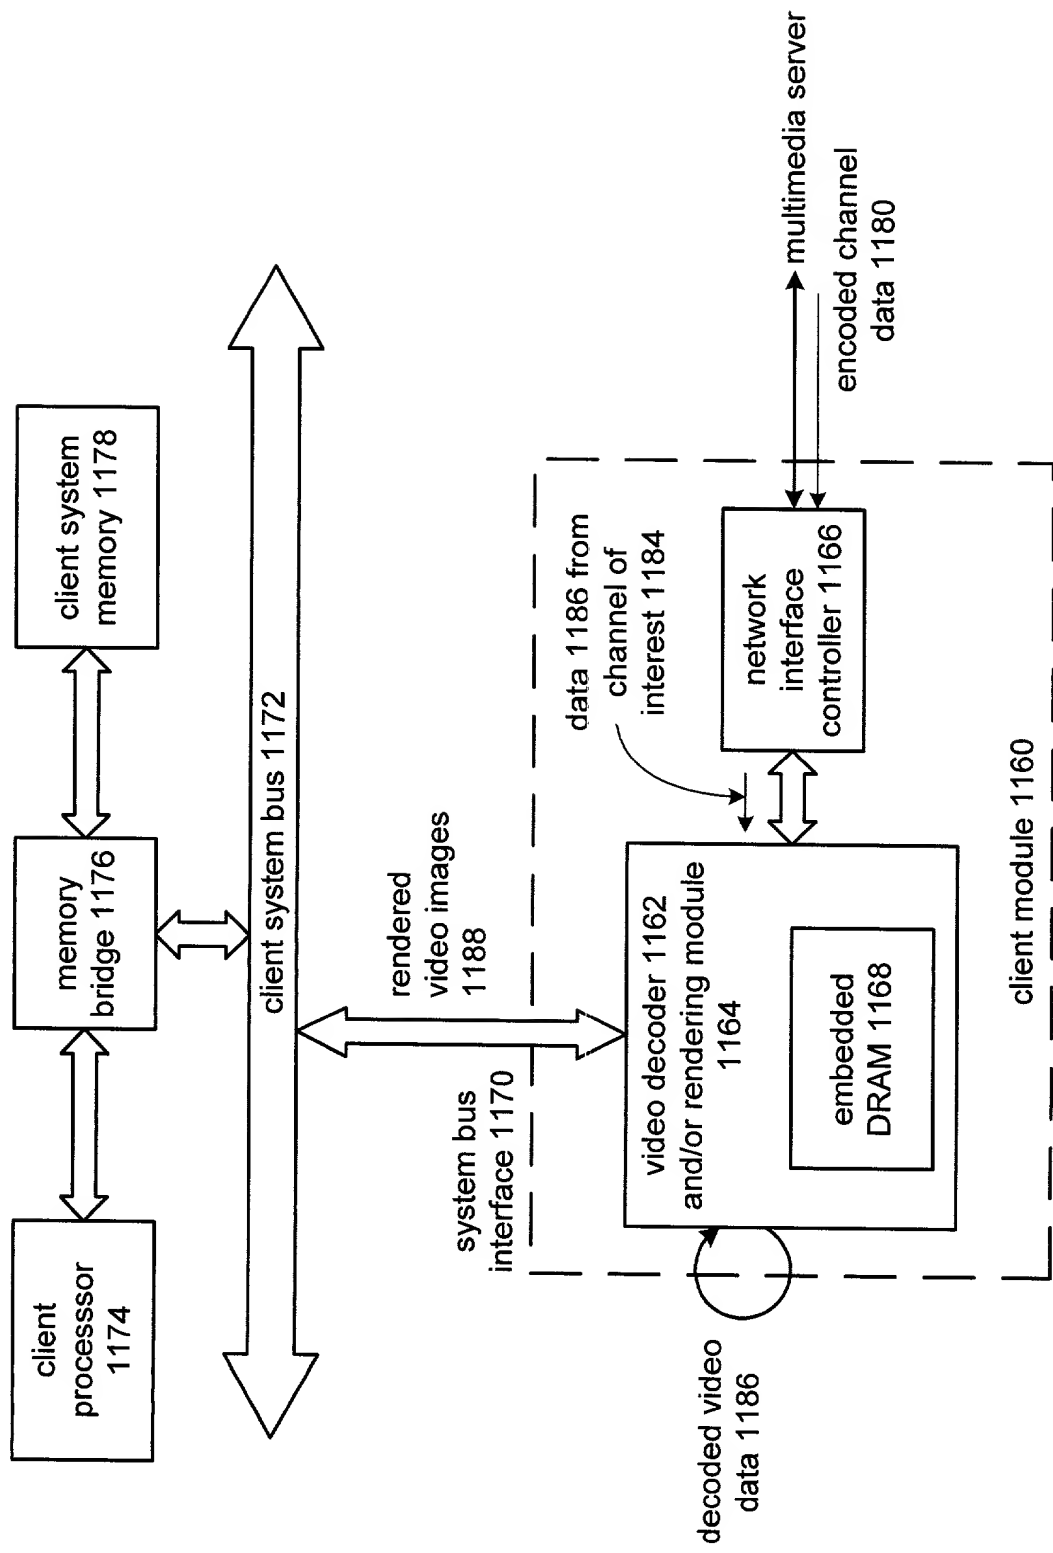 client
processsor
1174
memory
bridge 1176
client system
memory 1178
client system bus 1172
rendered
video images
1188
system bus
interface 1170
data 1186 from
channel of
interest 1184
video decoder 1162
and/or rendering module
1164
embedded
DRAM 1168
network
interface
controller 1166
multimedia server
encoded channel
data 1180
decoded video
data 1186
client module 1160